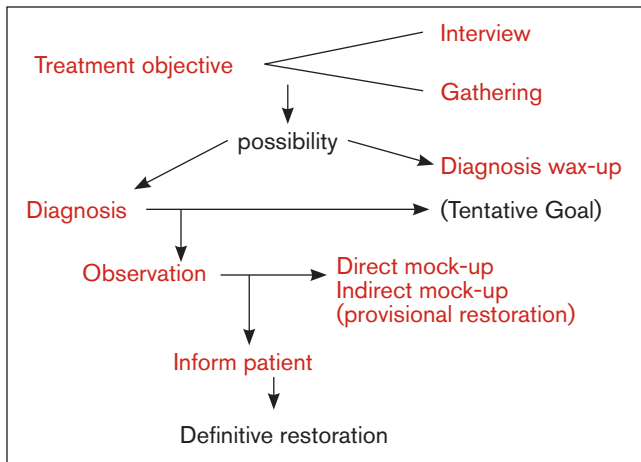 Interview
Treatment objective
Gathering
possibility
Diagnosis wax-up
Diagnosis
(Tentative Goal)
Observation
Direct mock-up
Indirect mock-up
(provisional restoration)
Inform patient
Definitive restoration